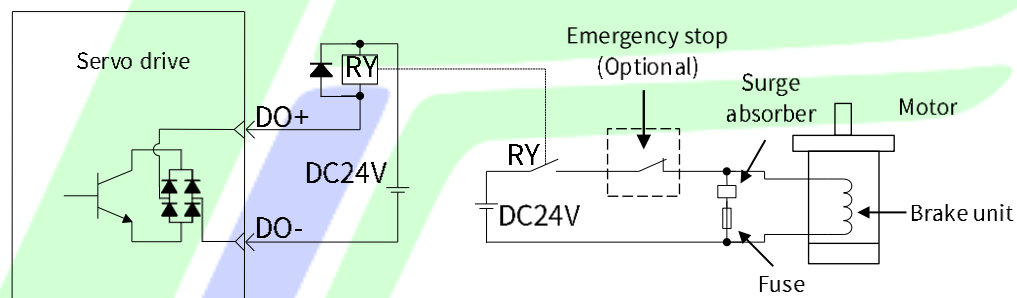 Servo drive
RY
DO+
DC24V
DO-
Emergency stop
(Optional)
RY
DC24V
Surge
absorber
Motor
Brake unit
Fuse